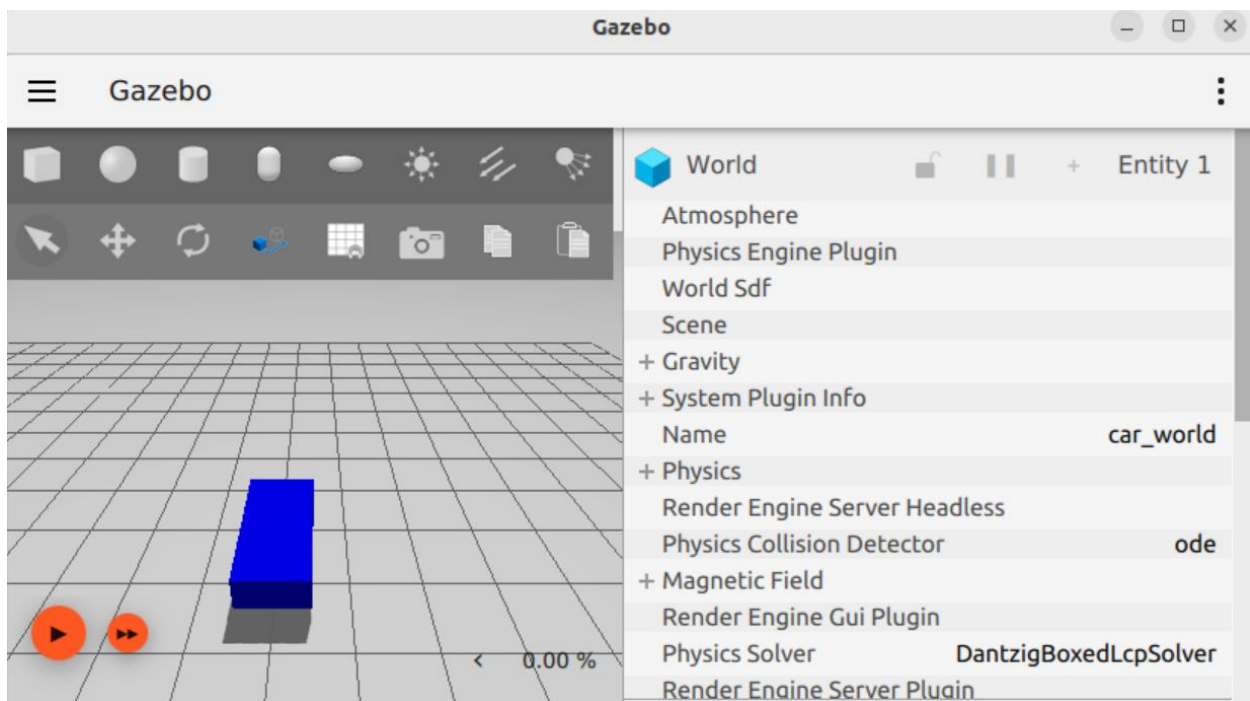 Gazebo
Gazebo
World Entity 1
Atmosphere
Physics Engine Plugin
World Sdf
Scene
+ Gravity
+ System Plugin Info
Name car_world
+ Physics
Render Engine Server Headless
Physics Collision Detector ode
+ Magnetic Field
Render Engine Gui Plugin
Physics Solver DantzigBoxedLcpSolver
Render Engine Server Plugin
< 0.00 %